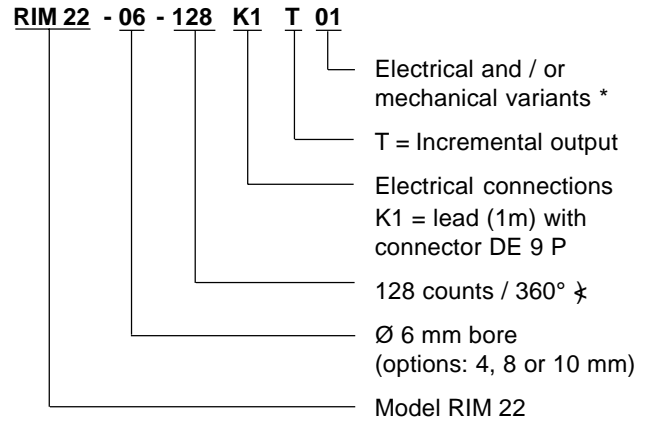 RIM 22 - 06 - 128 K1 T 01
Electrical and / or
mechanical variants *
T = Incremental output
Electrical connections
K1 = lead (1m) with
connector DE 9 P
128 counts / 360° ∡
Ø 6 mm bore
(options: 4, 8 or 10 mm)
Model RIM 22